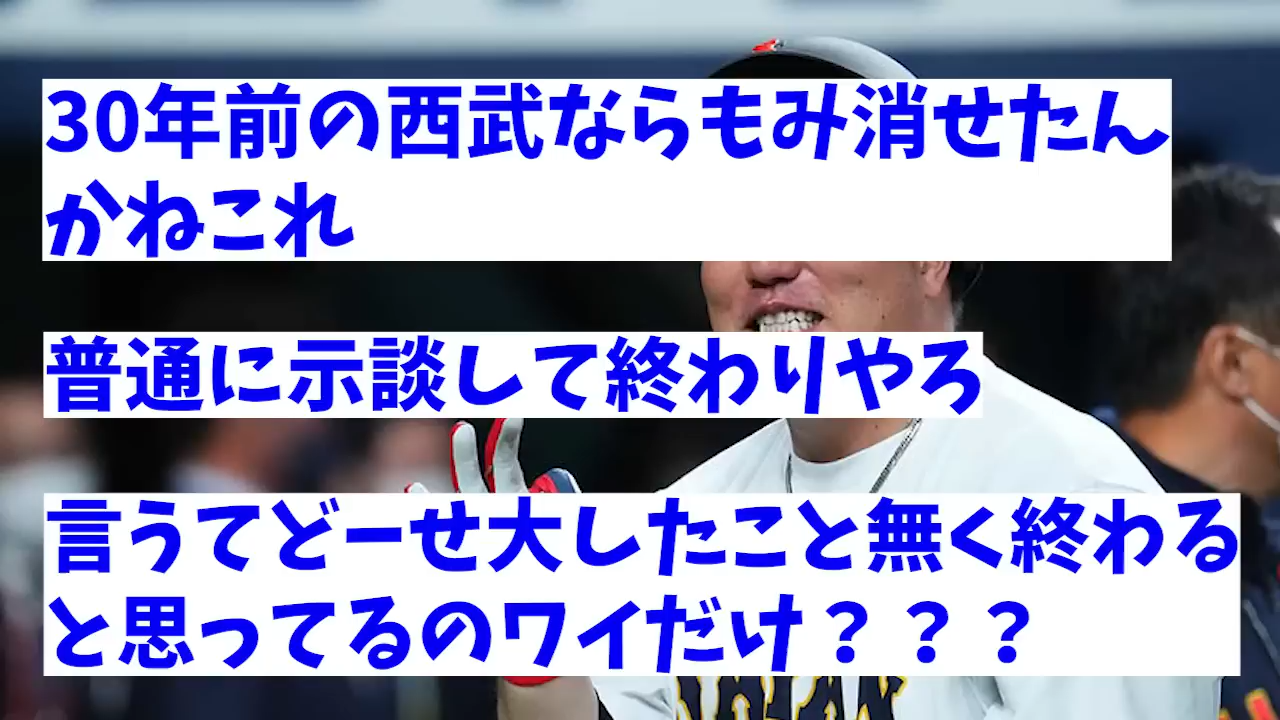 30年前の西武ならもみ消せたん
かねこれ
普通に示談して終わりやろ
言うてどーせ大したこと無く終わる
と思ってるのワイだけ？？？